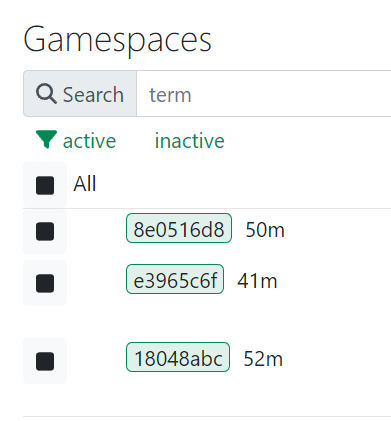 Gamespaces
Search term
active inactive
All
8e0516d8 50m
e3965c6f 41m
18048abc 52m